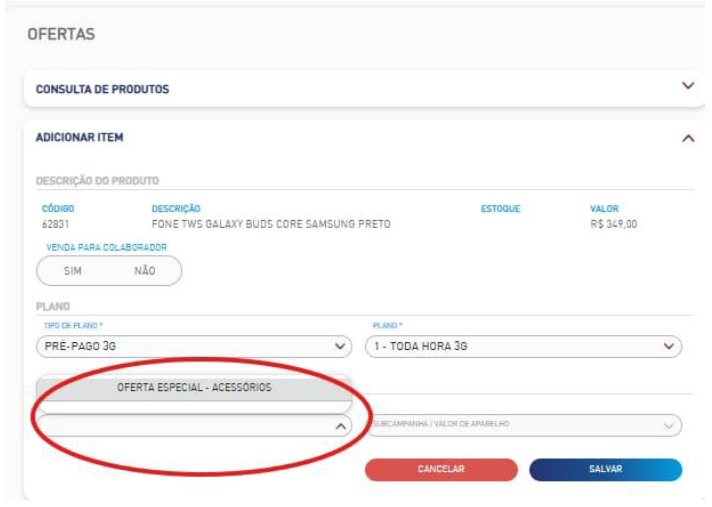 OFERTAS
CONSULTA DE PRODUTOS
ADICIONAR ITEM
DESCRIÇÃO DO PRODUTO
CÓDIGO DESCRIÇÃO ESTOQUE VALOR
62831 FONE TWS GALAXY BUDS CORE SAMSUNG PRETO R$ 349,00
VENDA PARA COLABORADOR
SIM NÃO
PLANO
TIPO DE PLANO * PLANO *
PRÉ-PAGO 3G 1 - TODA HORA 3G
OFERTA ESPECIAL - ACESSÓRIOS
SUBCAMPANHA / VALOR DE APARELHO
CANCELAR SALVAR